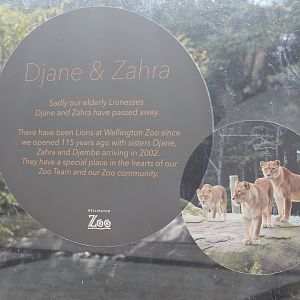 Djane & Zahra
Sadly our elderly Lionesses
Djane and Zahra have passed away.
There have been Lions at Wellington Zoo since
we opened 115 years ago with sisters Djane,
Zahra and Djembe arriving in 2002.
They have a special place in the hearts of our
Zoo Team and our Zoo community.
WELLINGTON
ZOO